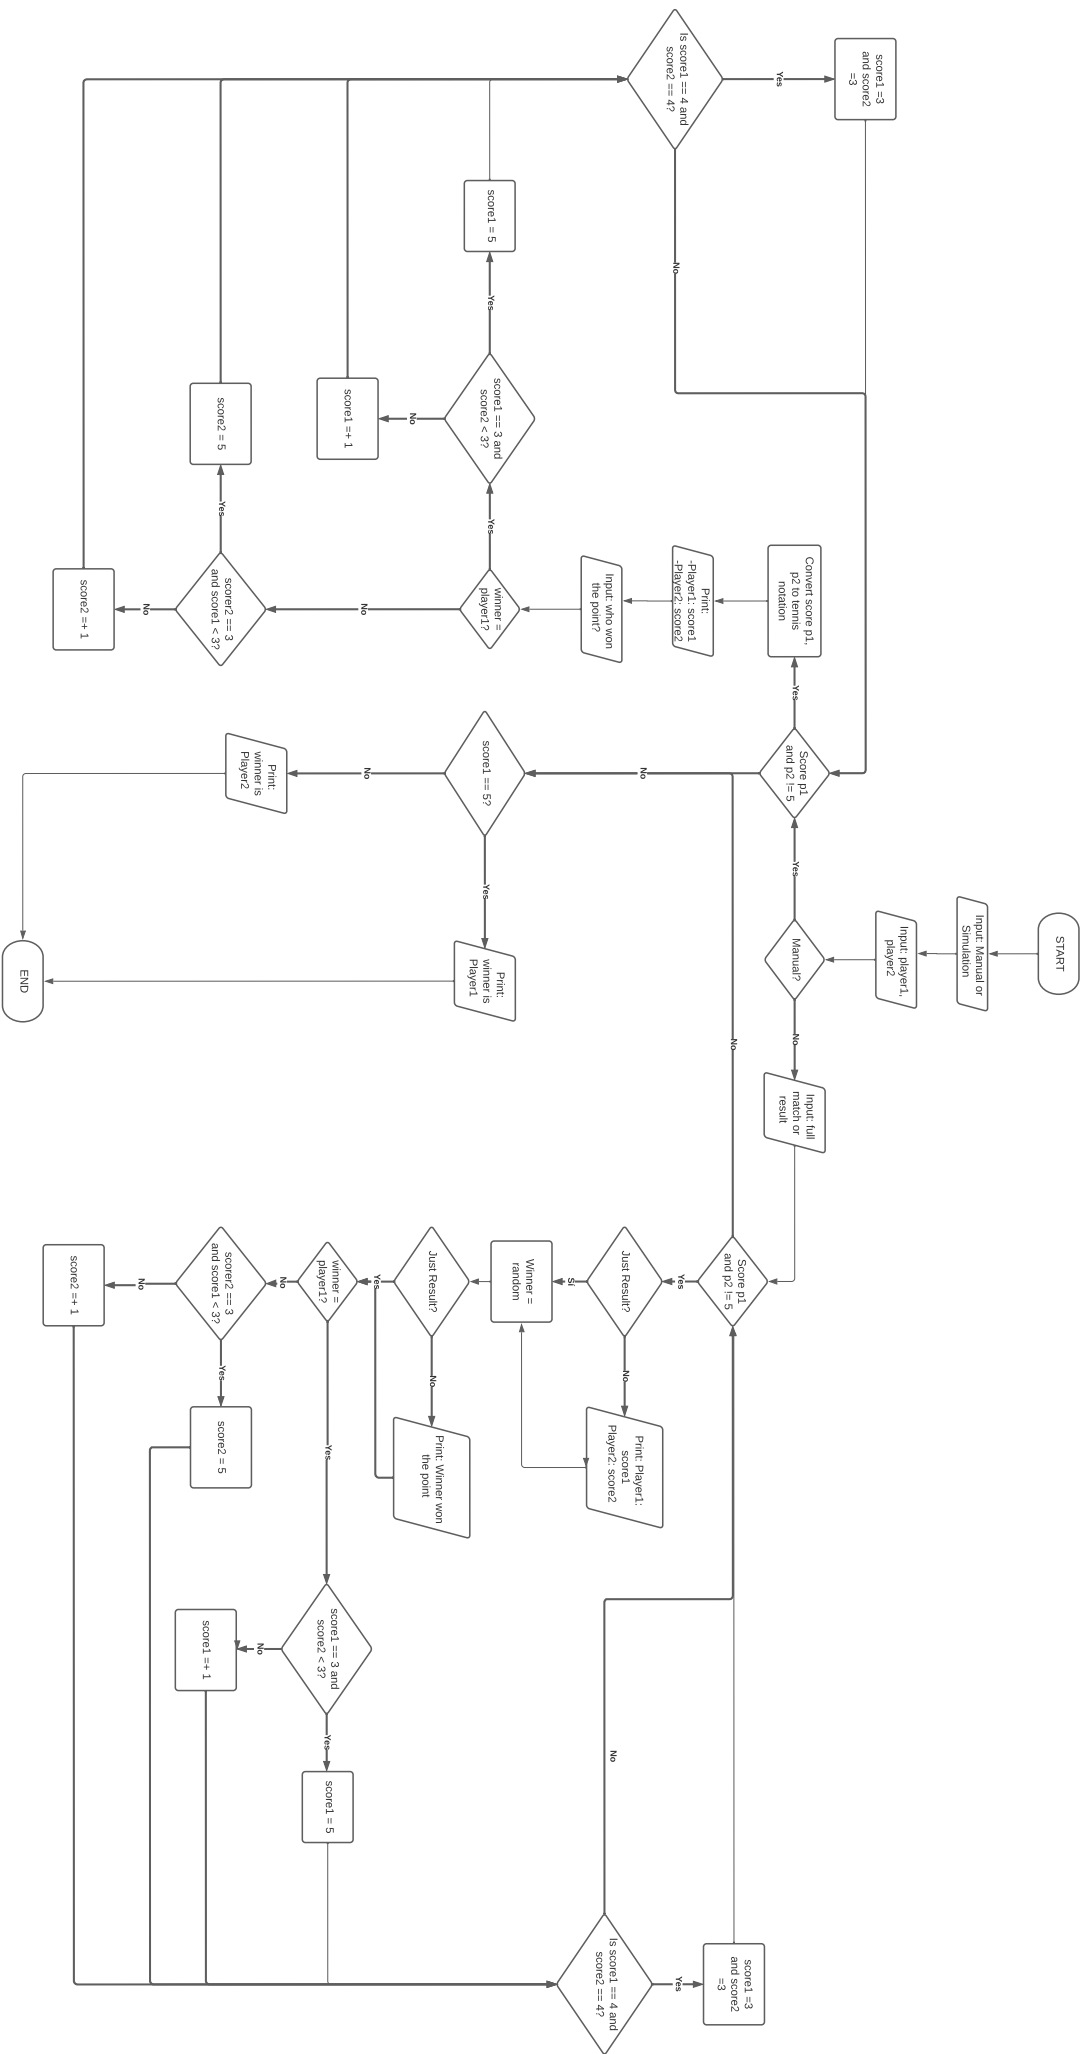 START
Input: Manual or
Simulation
Input: player1,
player2
Manual?
Yes
No
Score p1
and p2 != 5
Yes
No
Convert score p1,
p2 to tennis
notation
Print:
-Player1: score1
-Player2: score2
Input: who won
the point?
winner =
player1?
Yes
No
score1 == 3 and
score2 < 3?
Yes
No
score1 = 5
score1 =+ 1
scorer2 == 3
and score1 < 3?
Yes
No
score2 = 5
score2 =+ 1
Is score1 == 4 and
score2 == 4?
Yes
No
score1 =3
and score2
=3
score1 == 5?
No
Yes
Print:
winner is
Player2
Print:
winner is
Player1
END
Input: full
match or
result
Score p1
and p2 != 5
No
Yes
Just Result?
Sí
No
Print: Player1:
score1
Player2: score2
Winner =
random
Just Result?
Yes
No
Print: Winner won
the point
winner =
player1?
No
Yes
scorer2 == 3
and score1 < 3?
No
Yes
score2 =+ 1
score2 = 5
score1 == 3 and
score2 < 3?
No
Yes
score1 =+ 1
score1 = 5
Is score1 == 4 and
score2 == 4?
No
Yes
score1 =3
and score2
=3